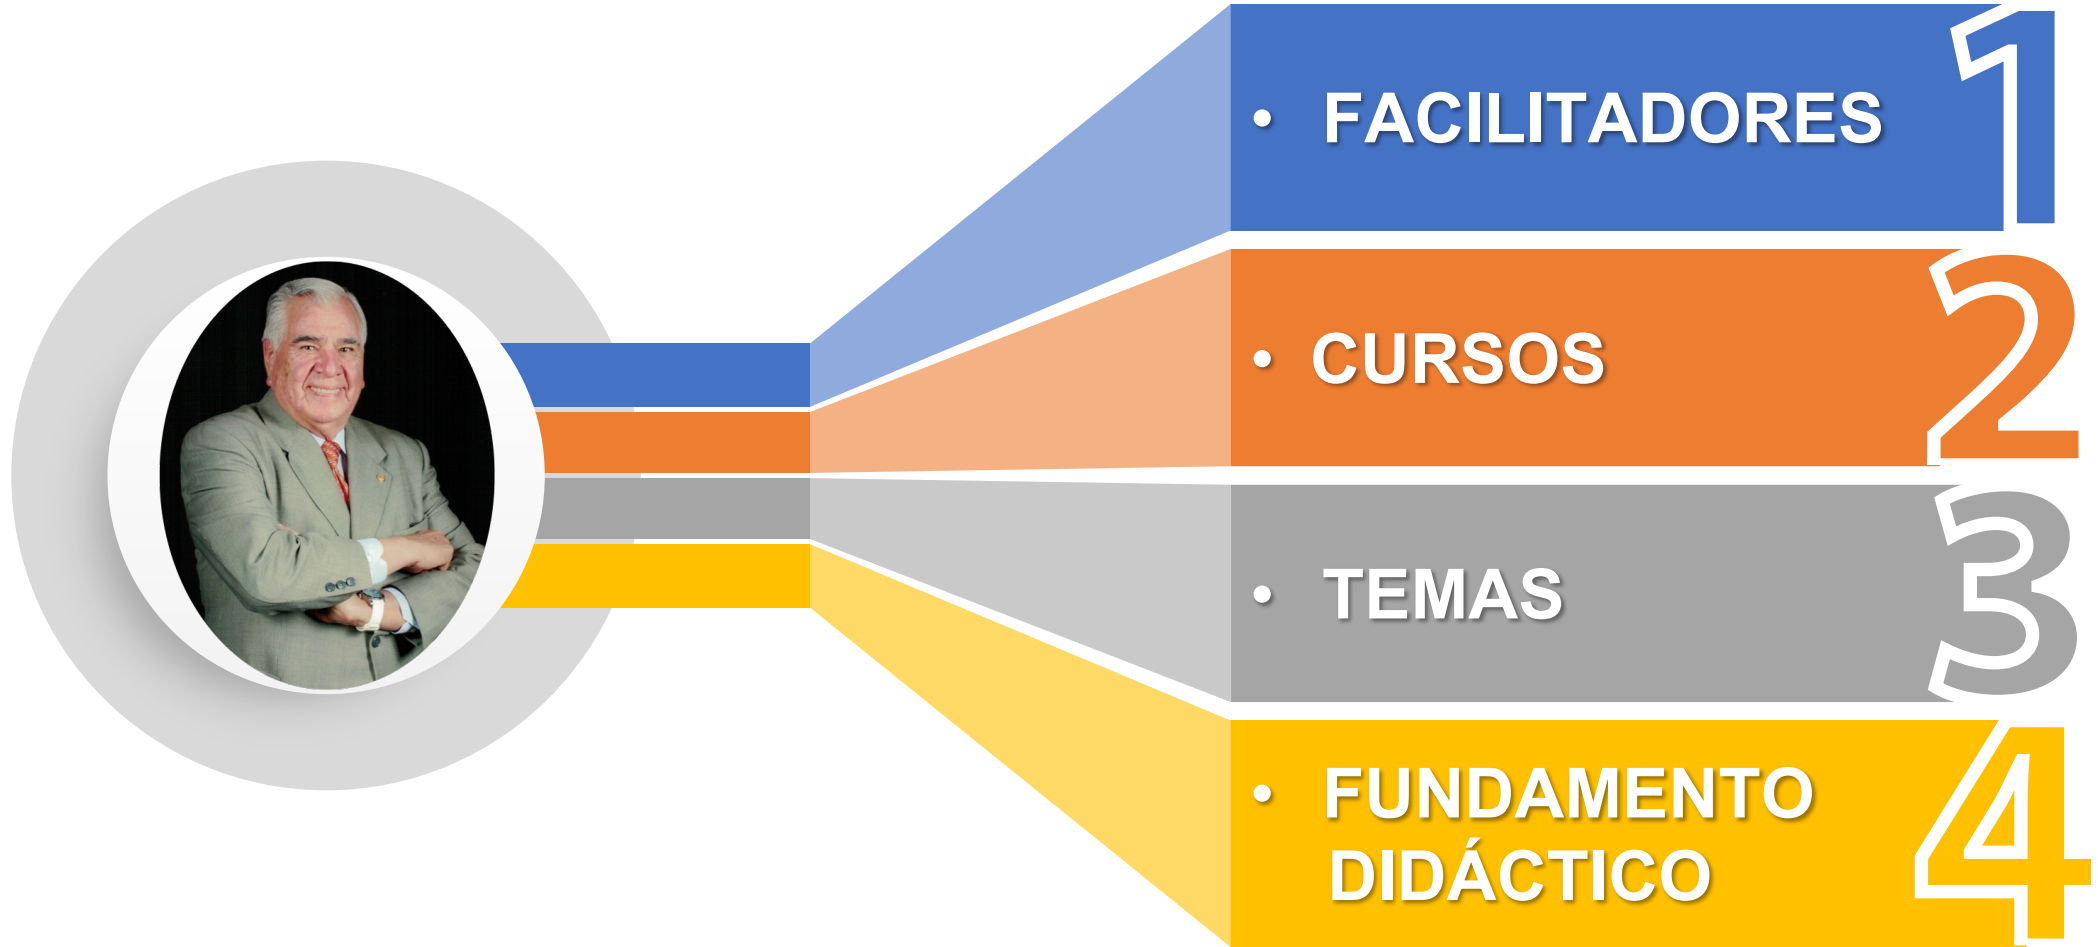 • FACILITADORES
1
• CURSOS
2
• TEMAS
3
• FUNDAMENTO
DIDÁCTICO
4